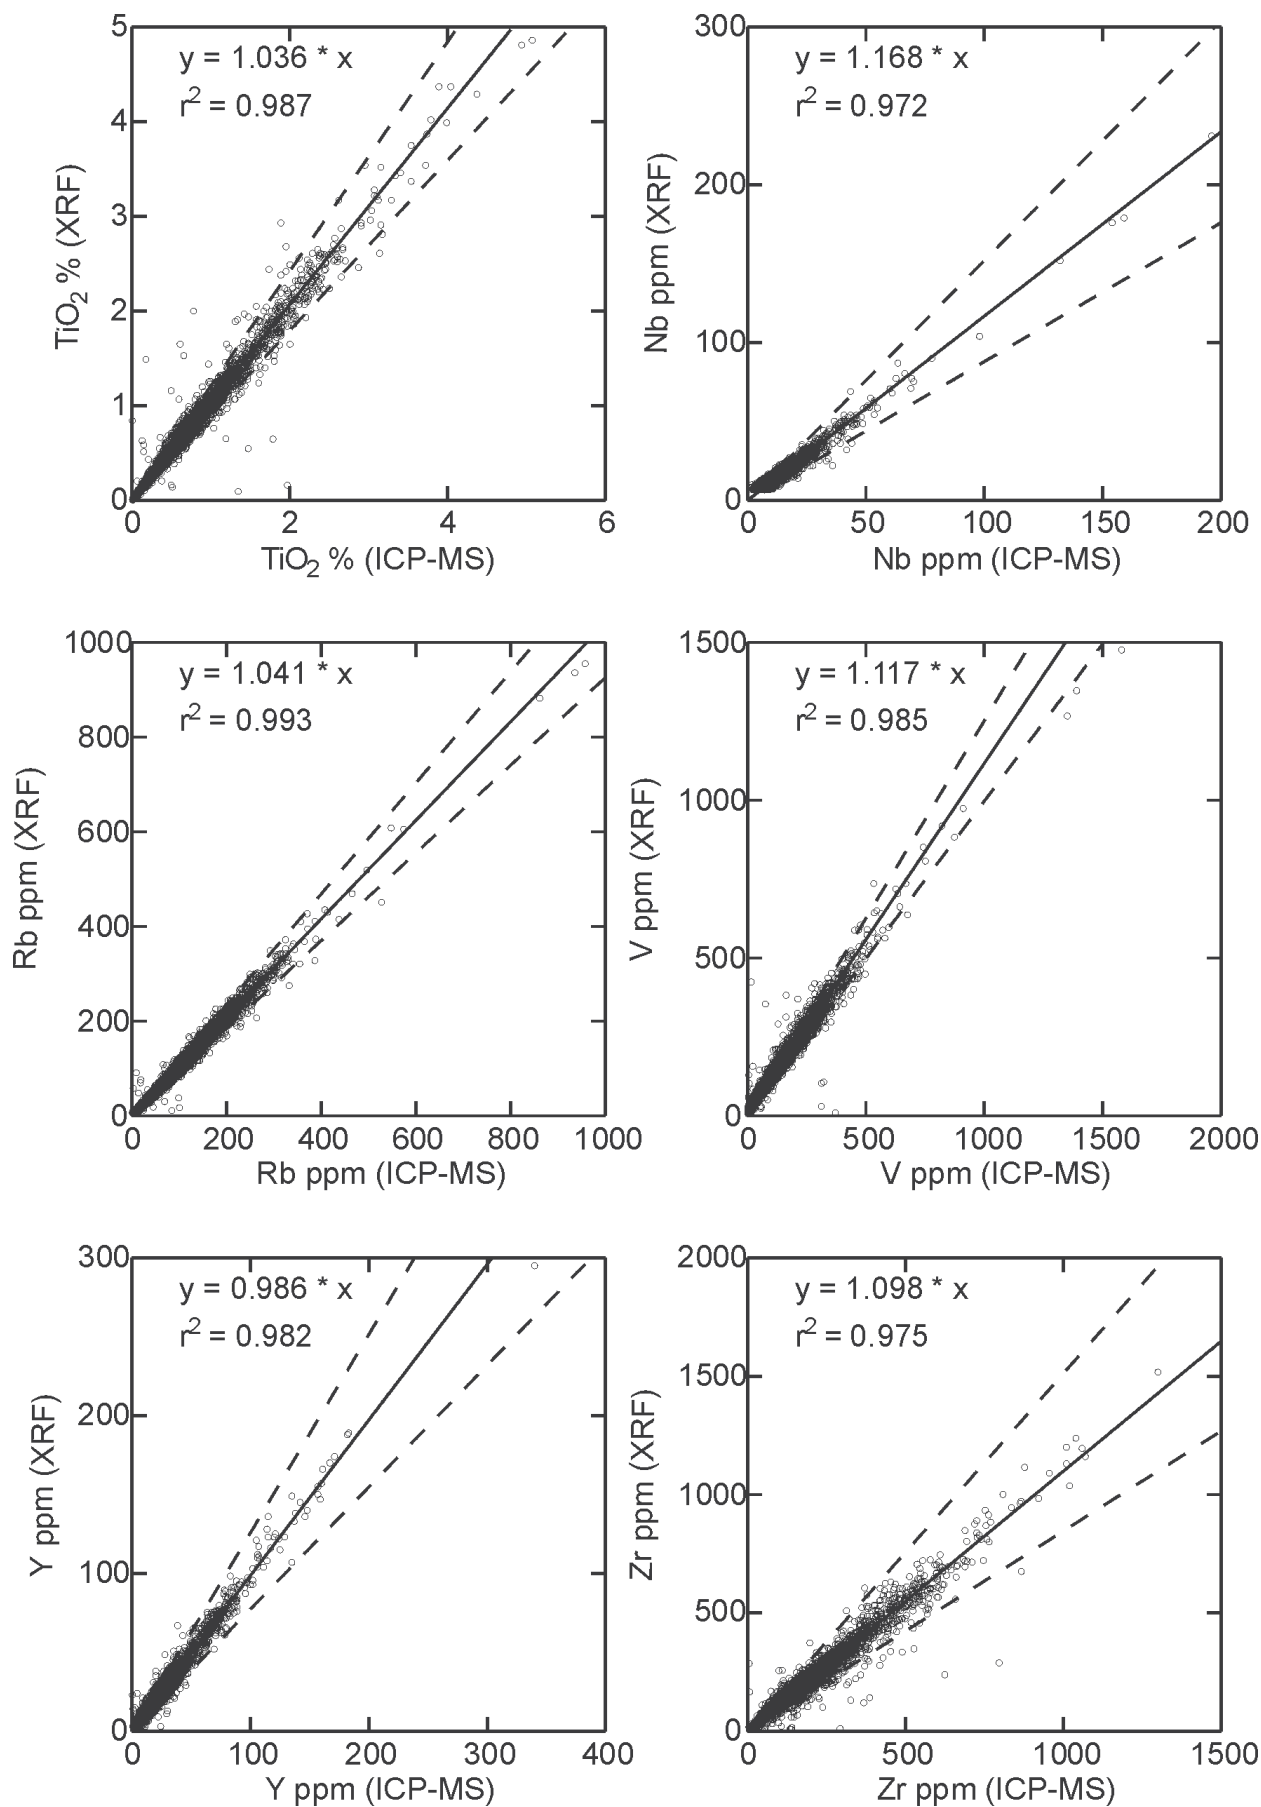 y = 1.036 * x
r² = 0.987
5
4
3
2
1
0
TiO₂ % (XRF)
0 2 4 6
TiO₂ % (ICP-MS)
y = 1.168 * x
r² = 0.972
300
200
100
0
Nb ppm (XRF)
0 50 100 150 200
Nb ppm (ICP-MS)
y = 1.041 * x
r² = 0.993
1000
800
600
400
200
0
Rb ppm (XRF)
0 200 400 600 800 1000
Rb ppm (ICP-MS)
y = 1.117 * x
r² = 0.985
1500
1000
500
0
V ppm (XRF)
0 500 1000 1500 2000
V ppm (ICP-MS)
y = 0.986 * x
r² = 0.982
300
200
100
0
Y ppm (XRF)
0 100 200 300 400
Y ppm (ICP-MS)
y = 1.098 * x
r² = 0.975
2000
1500
1000
500
0
Zr ppm (XRF)
0 500 1000 1500
Zr ppm (ICP-MS)